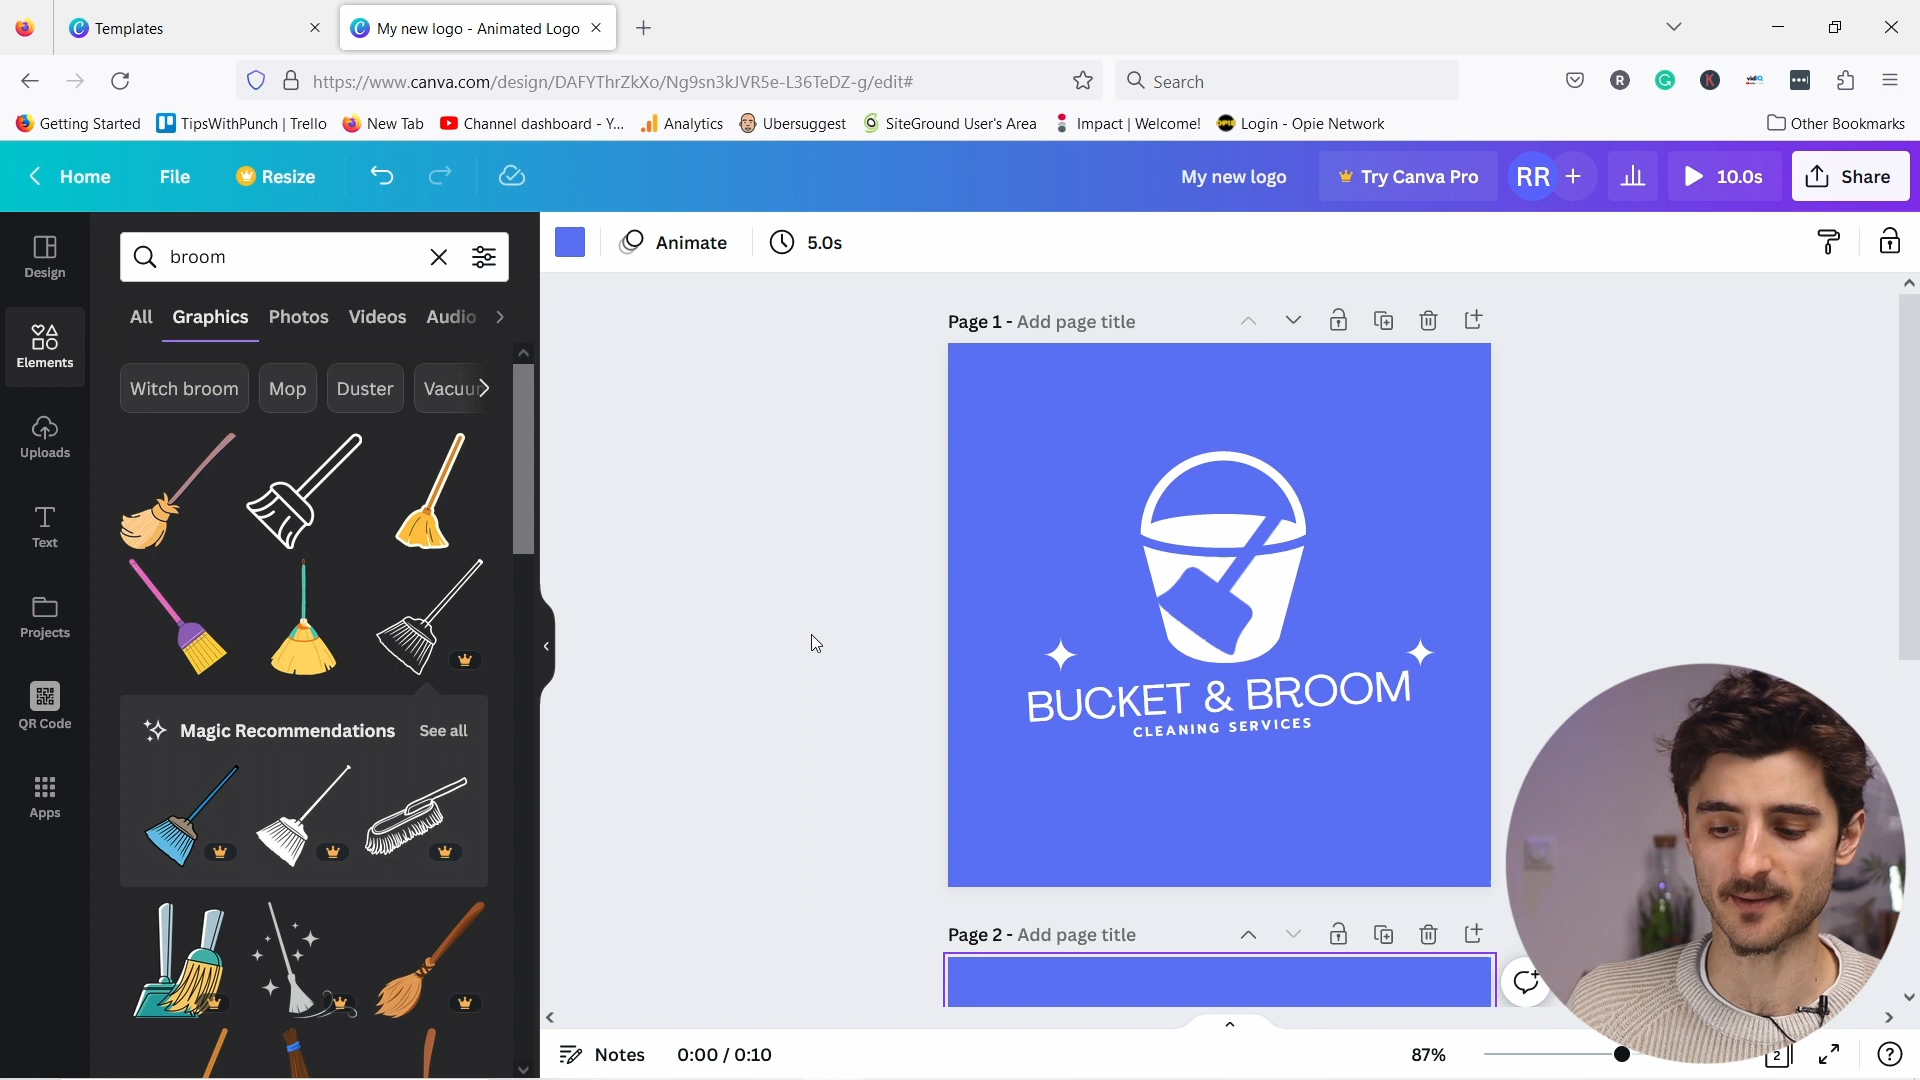 Templates
My new logo - Animated Logo
https://www.canva.com/design/DAFYThrZkXo/Ng9sn3kJVR5e-L36TeDZ-g/edit#
Search
Getting Started
TipsWithPunch | Trello
New Tab
Channel dashboard - Y...
Analytics
Ubersuggest
SiteGround User's Area
Impact | Welcome!
Login - Opie Network
Other Bookmarks
Home
File
Resize
My new logo
Try Canva Pro
RR
10.0s
Share
Design
Elements
Uploads
Text
Projects
QR Code
Apps
broom
All
Graphics
Photos
Videos
Audio
Witch broom
Mop
Duster
Magic Recommendations
See all
Animate
5.0s
Page 1 - Add page title
BUCKET & BROOM
CLEANING SERVICES
Page 2 - Add page title
Notes
0:00 / 0:10
87%
2